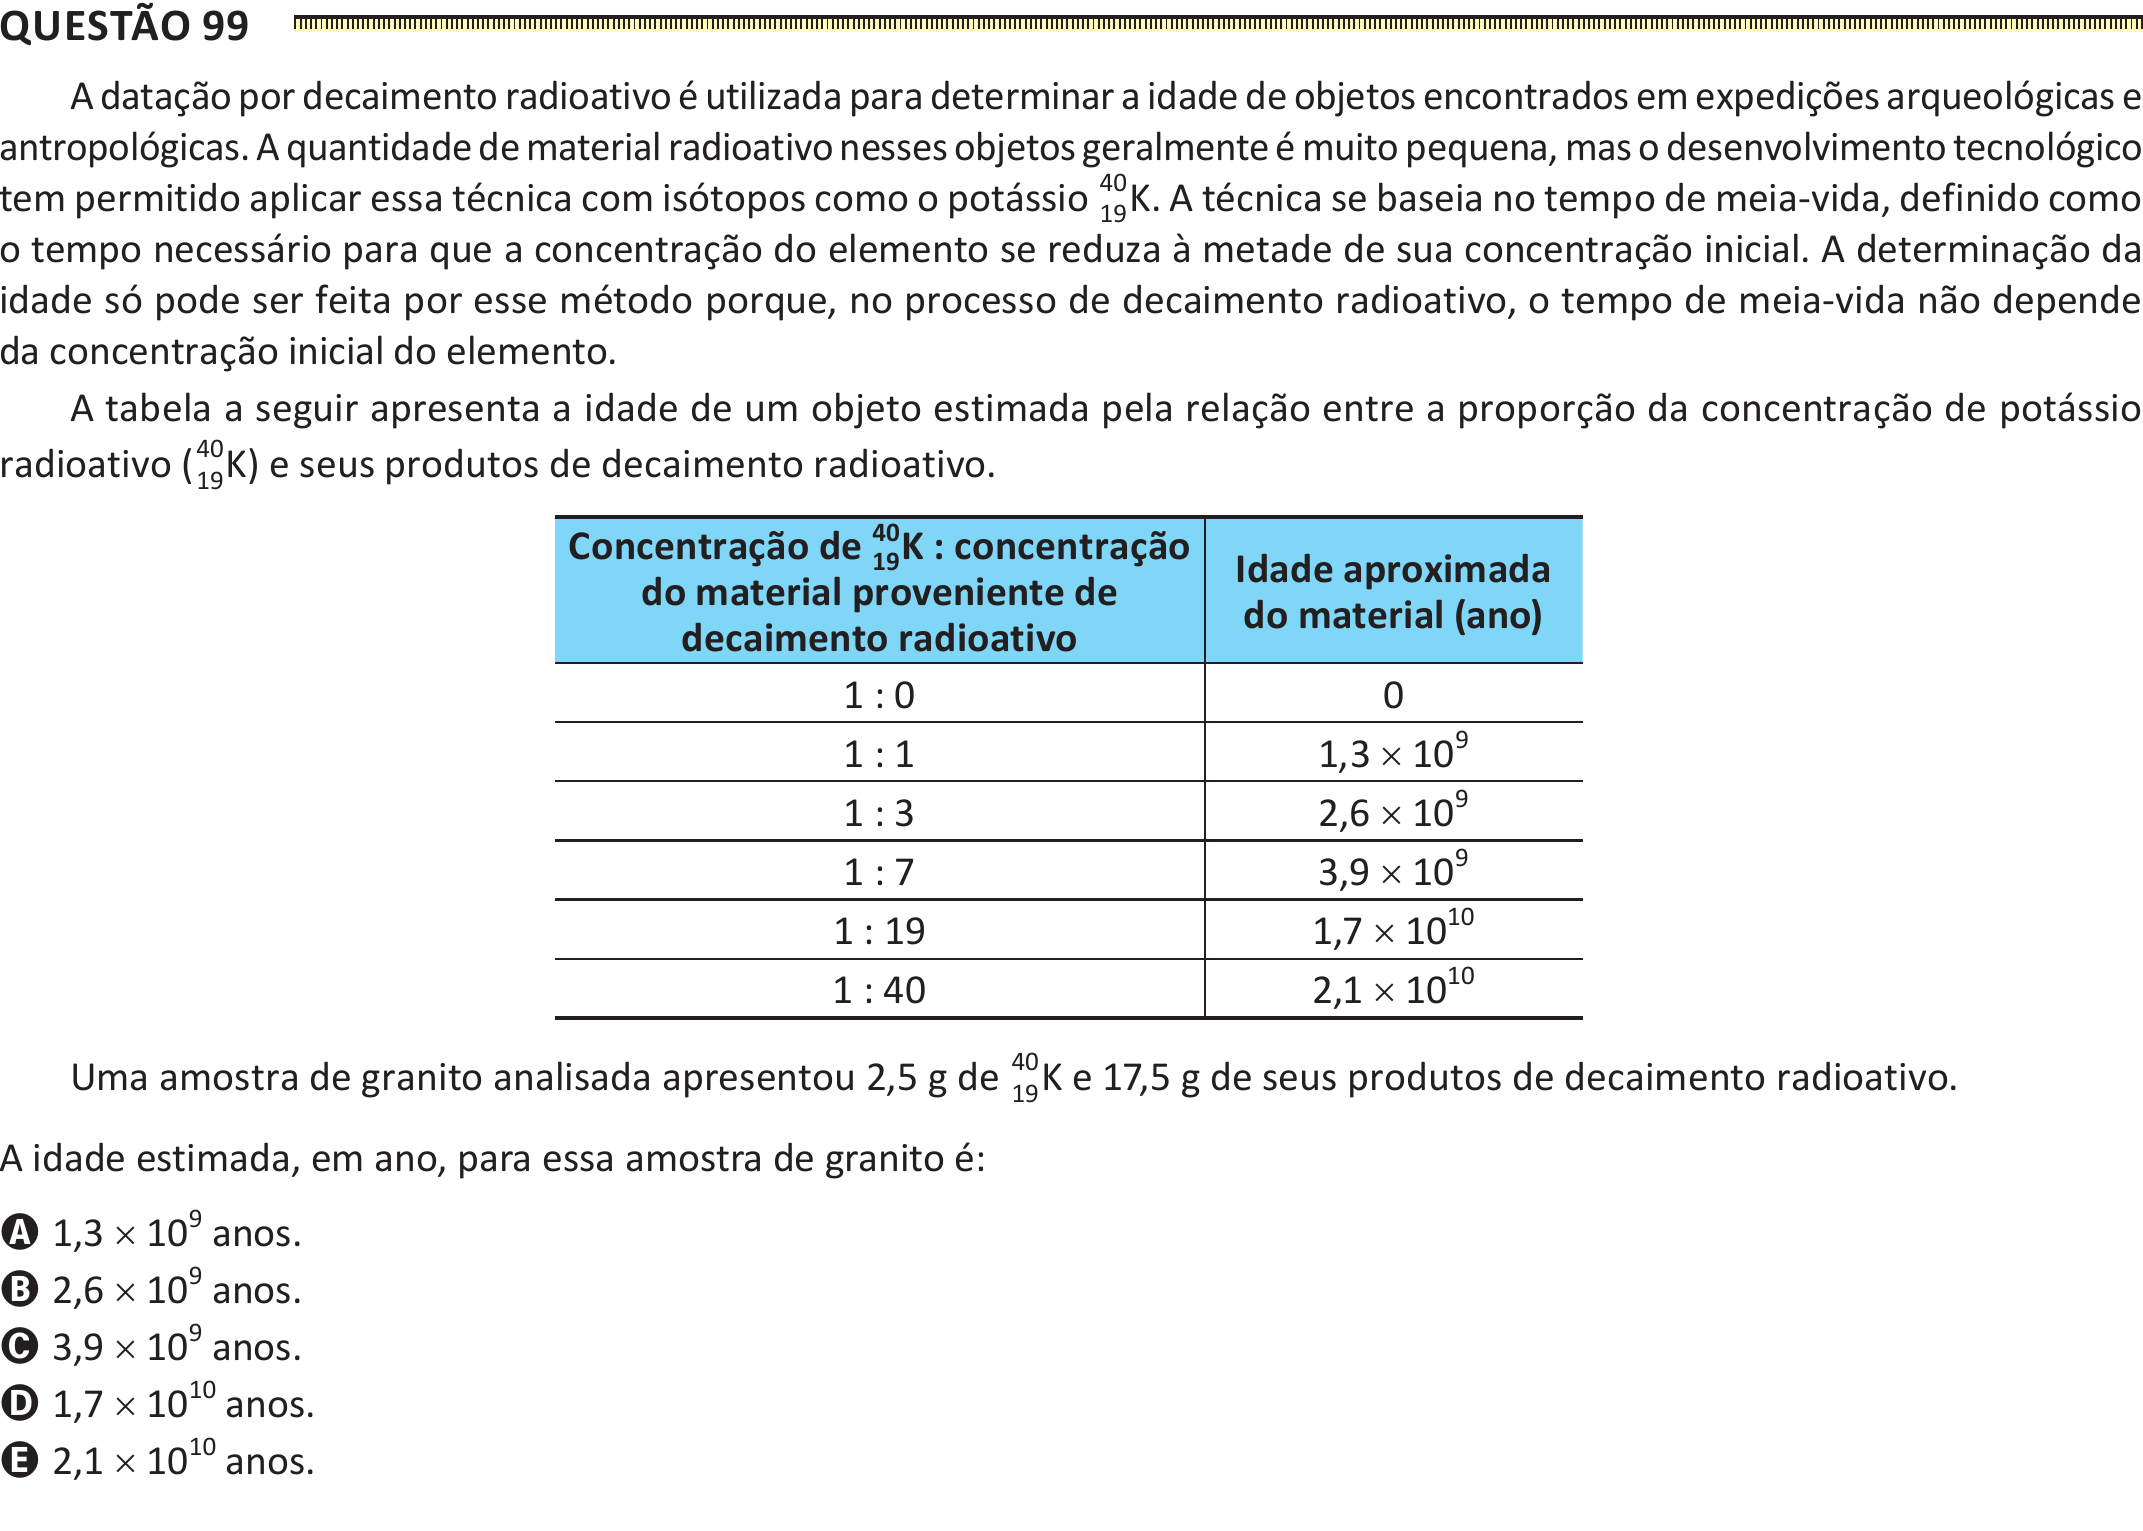 QUESTÃO 99
A datação por decaimento radioativo é utilizada para determinar a idade de objetos encontrados em expedições arqueológicas e
antropológicas. A quantidade de material radioativo nesses objetos geralmente é muito pequena, mas o desenvolvimento tecnológico
tem permitido aplicar essa técnica com isótopos como o potássio ⁴⁰₁₉K. A técnica se baseia no tempo de meia-vida, definido como
o tempo necessário para que a concentração do elemento se reduza à metade de sua concentração inicial. A determinação da
idade só pode ser feita por esse método porque, no processo de decaimento radioativo, o tempo de meia-vida não depende
da concentração inicial do elemento.
A tabela a seguir apresenta a idade de um objeto estimada pela relação entre a proporção da concentração de potássio
radioativo (⁴⁰₁₉K) e seus produtos de decaimento radioativo.
Concentração de ⁴⁰₁₉K : concentração
do material proveniente de
decaimento radioativo
Idade aproximada
do material (ano)
1 : 0 0
1 : 1 1,3 × 10⁹
1 : 3 2,6 × 10⁹
1 : 7 3,9 × 10⁹
1 : 19 1,7 × 10¹⁰
1 : 40 2,1 × 10¹⁰
Uma amostra de granito analisada apresentou 2,5 g de ⁴⁰₁₉K e 17,5 g de seus produtos de decaimento radioativo.
A idade estimada, em ano, para essa amostra de granito é:
A 1,3 × 10⁹ anos.
B 2,6 × 10⁹ anos.
C 3,9 × 10⁹ anos.
D 1,7 × 10¹⁰ anos.
E 2,1 × 10¹⁰ anos.